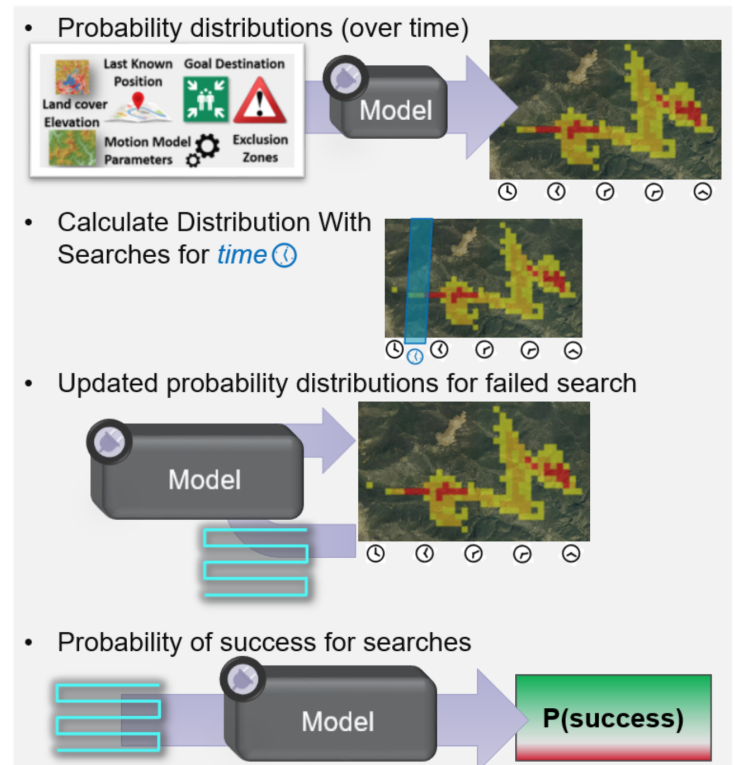 • Probability distributions (over time)
Last Known Position
Goal Destination
Land cover
Elevation
Motion Model Parameters
Exclusion Zones
Model
• Calculate Distribution With
Searches for time
• Updated probability distributions for failed search
Model
• Probability of success for searches
Model
P(success)